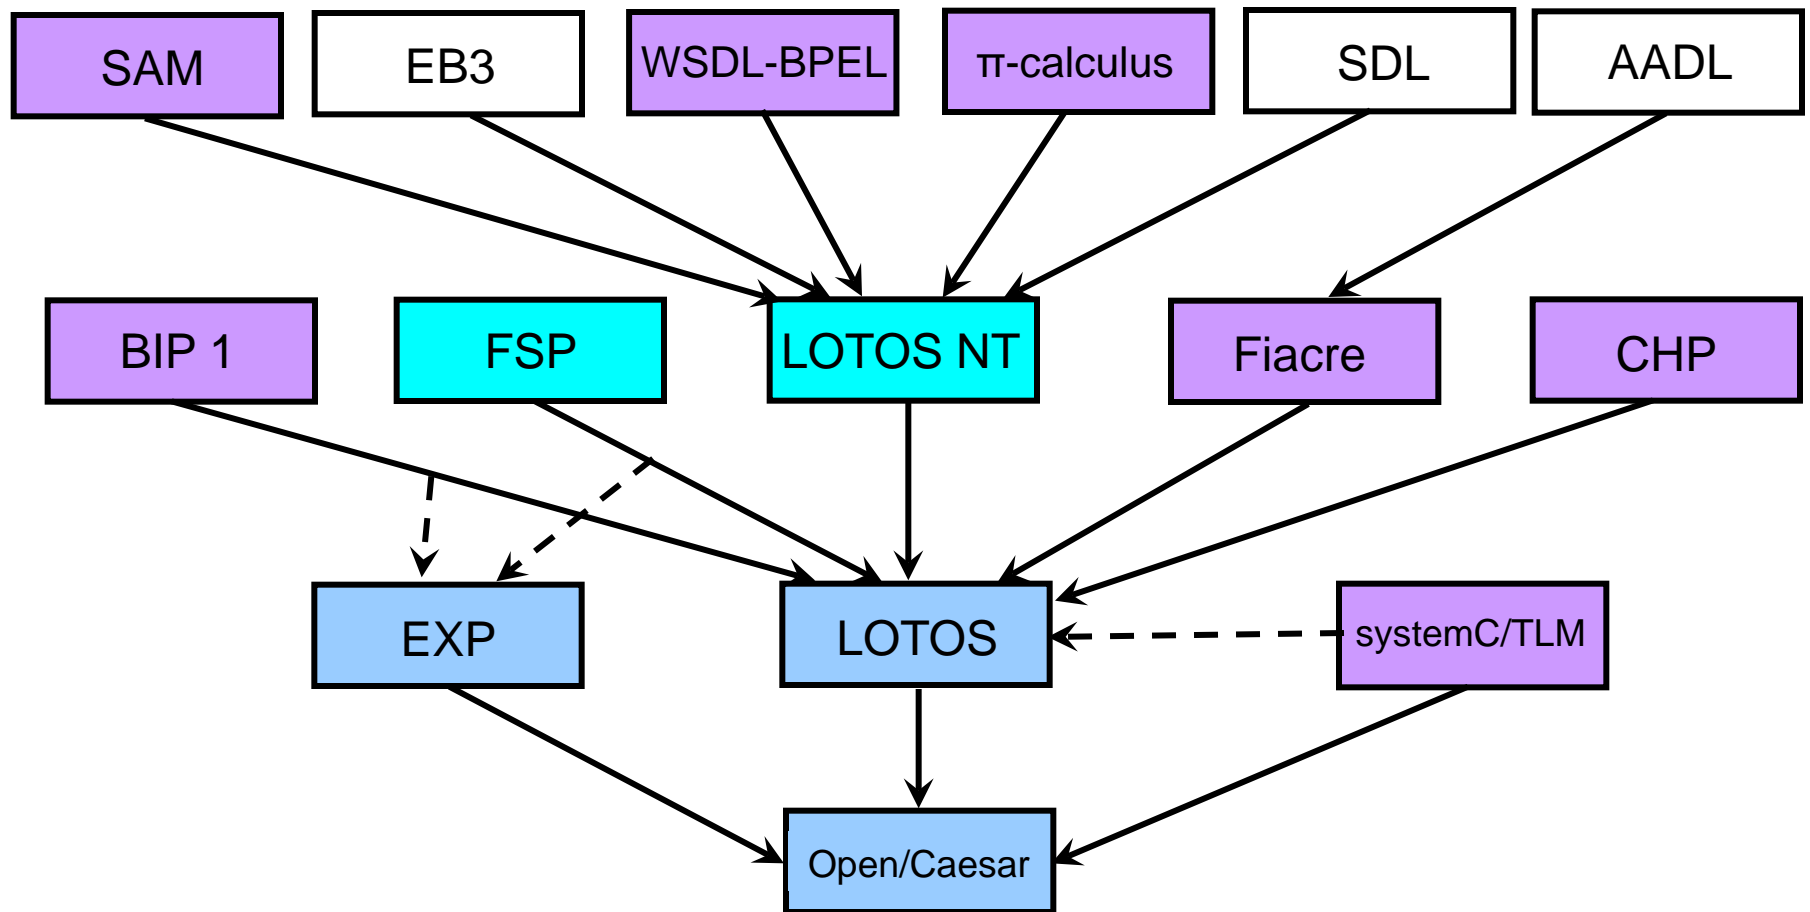 SAM
EB3
WSDL-BPEL
π-calculus
SDL
AADL
BIP 1
FSP
LOTOS NT
Fiacre
CHP
EXP
LOTOS
systemC/TLM
Open/Caesar